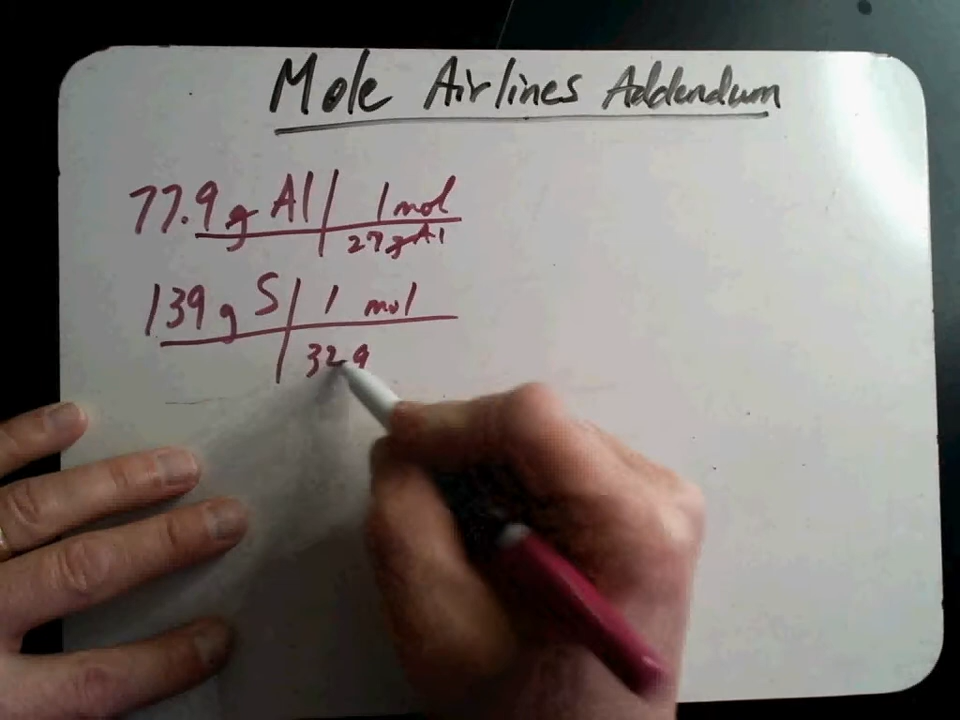 Mole Airlines Addendum
77.9 g Al 1 mol
27 g Al
139 g S 1 mol
32 g